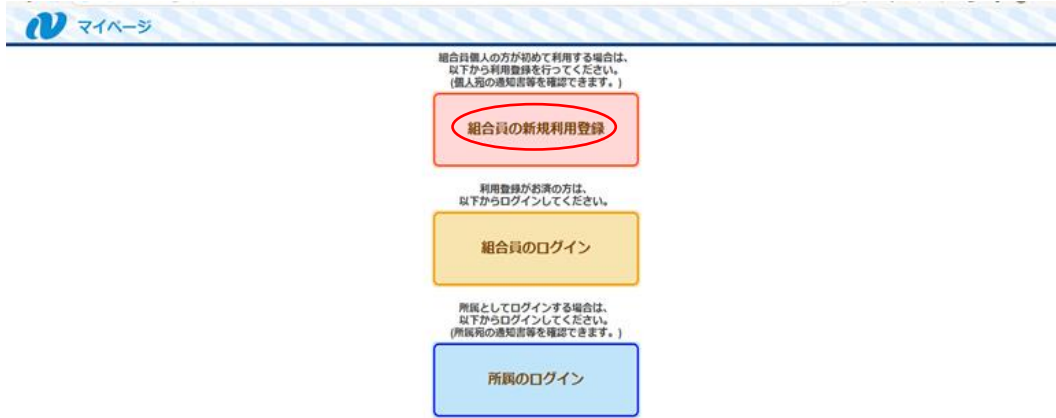 マイページ
組合員個人の方が初めて利用する場合は、
以下から利用登録を行ってください。
(個人宛の通知書等を確認できます。)
組合員の新規利用登録
利用登録がお済の方は、
以下からログインしてください。
組合員のログイン
所属としてログインする場合は、
以下からログインしてください。
(所属宛の通知書等を確認できます。)
所属のログイン